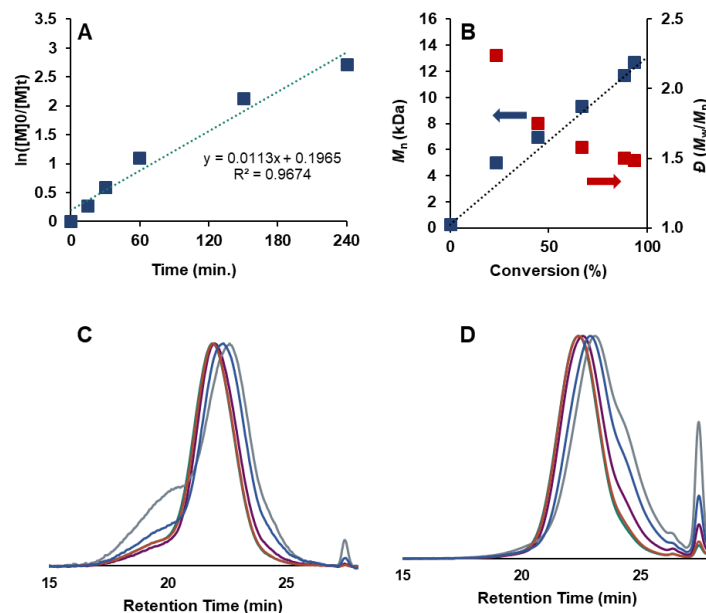 A
ln([M]0/[M]t)
3.5
3
2.5
2
1.5
1
0.5
0
y = 0.0113x + 0.1965
R² = 0.9674
0 60 120 180 240
Time (min.)
B
Mn (kDa)
16
14
12
10
8
6
4
2
0
2.5
2.0
1.5
1.0
Đ (Mw/Mn)
0 50 100
Conversion (%)
C
15 20 25
Retention Time (min)
D
15 20 25
Retention Time (min)